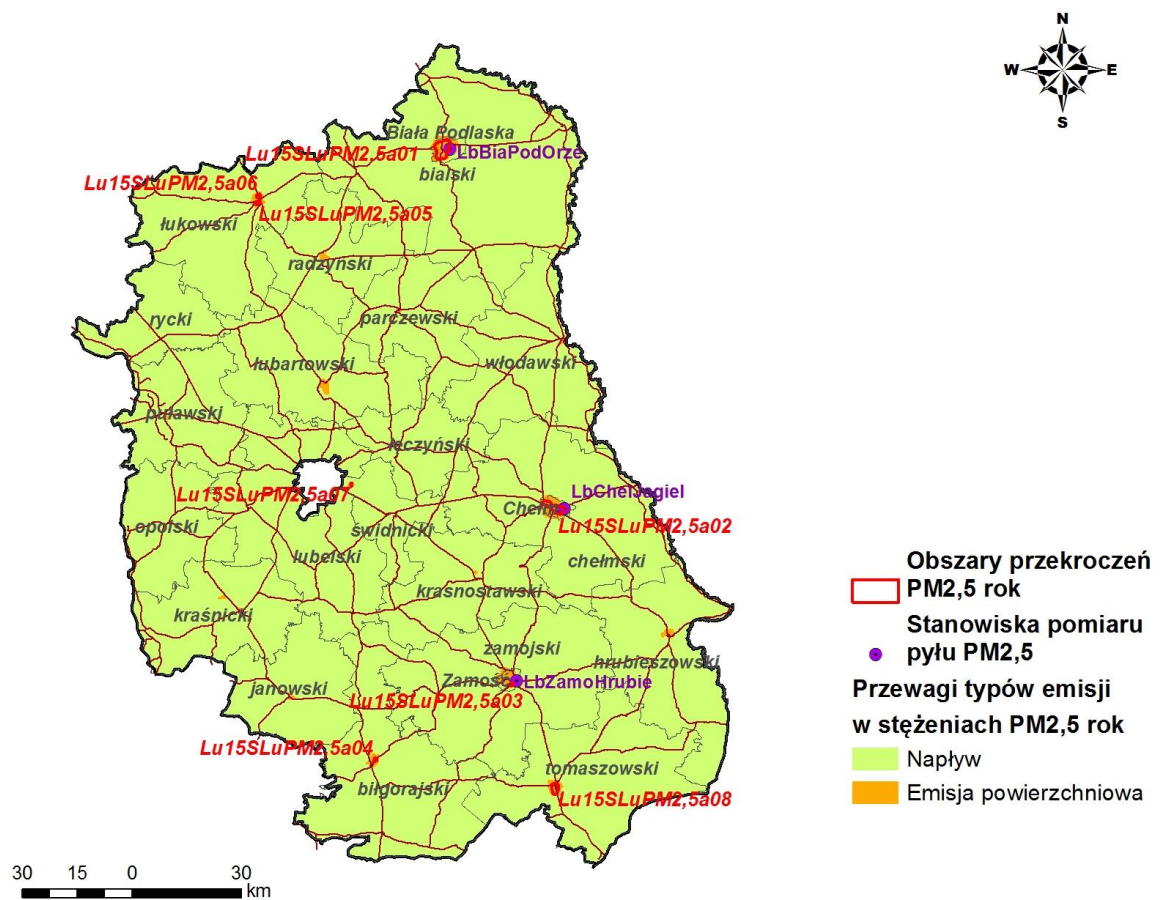 N
W E
S
Biała Podlaska
Lu15SLuPM2,5a01
LbBiaPodOrze
bialski
Lu15SLuPM2,5a06
Lu15SLuPM2,5a05
łukowski
radzyński
rycki
parczewski
lubartowski
włodawski
puławski
łęczyński
Lu15SLuPM2,5a07
LbChelJagiel
Chełm
Lu15SLuPM2,5a02
opolski
świdnicki
lubelski
chełmski
krasnostawski
kraśnicki
zamojski
hrubieszowski
janowski
Zamość
LbZamoHrubie
Lu15SLuPM2,5a03
Lu15SLuPM2,5a04
tomaszowski
biłgorajski
Lu15SLuPM2,5a08
Obszary przekroczeń
PM2,5 rok
Stanowiska pomiaru
pyłu PM2,5
Przewagi typów emisji
w stężeniach PM2,5 rok
Napływ
Emisja powierzchniowa
30 15 0 30
km